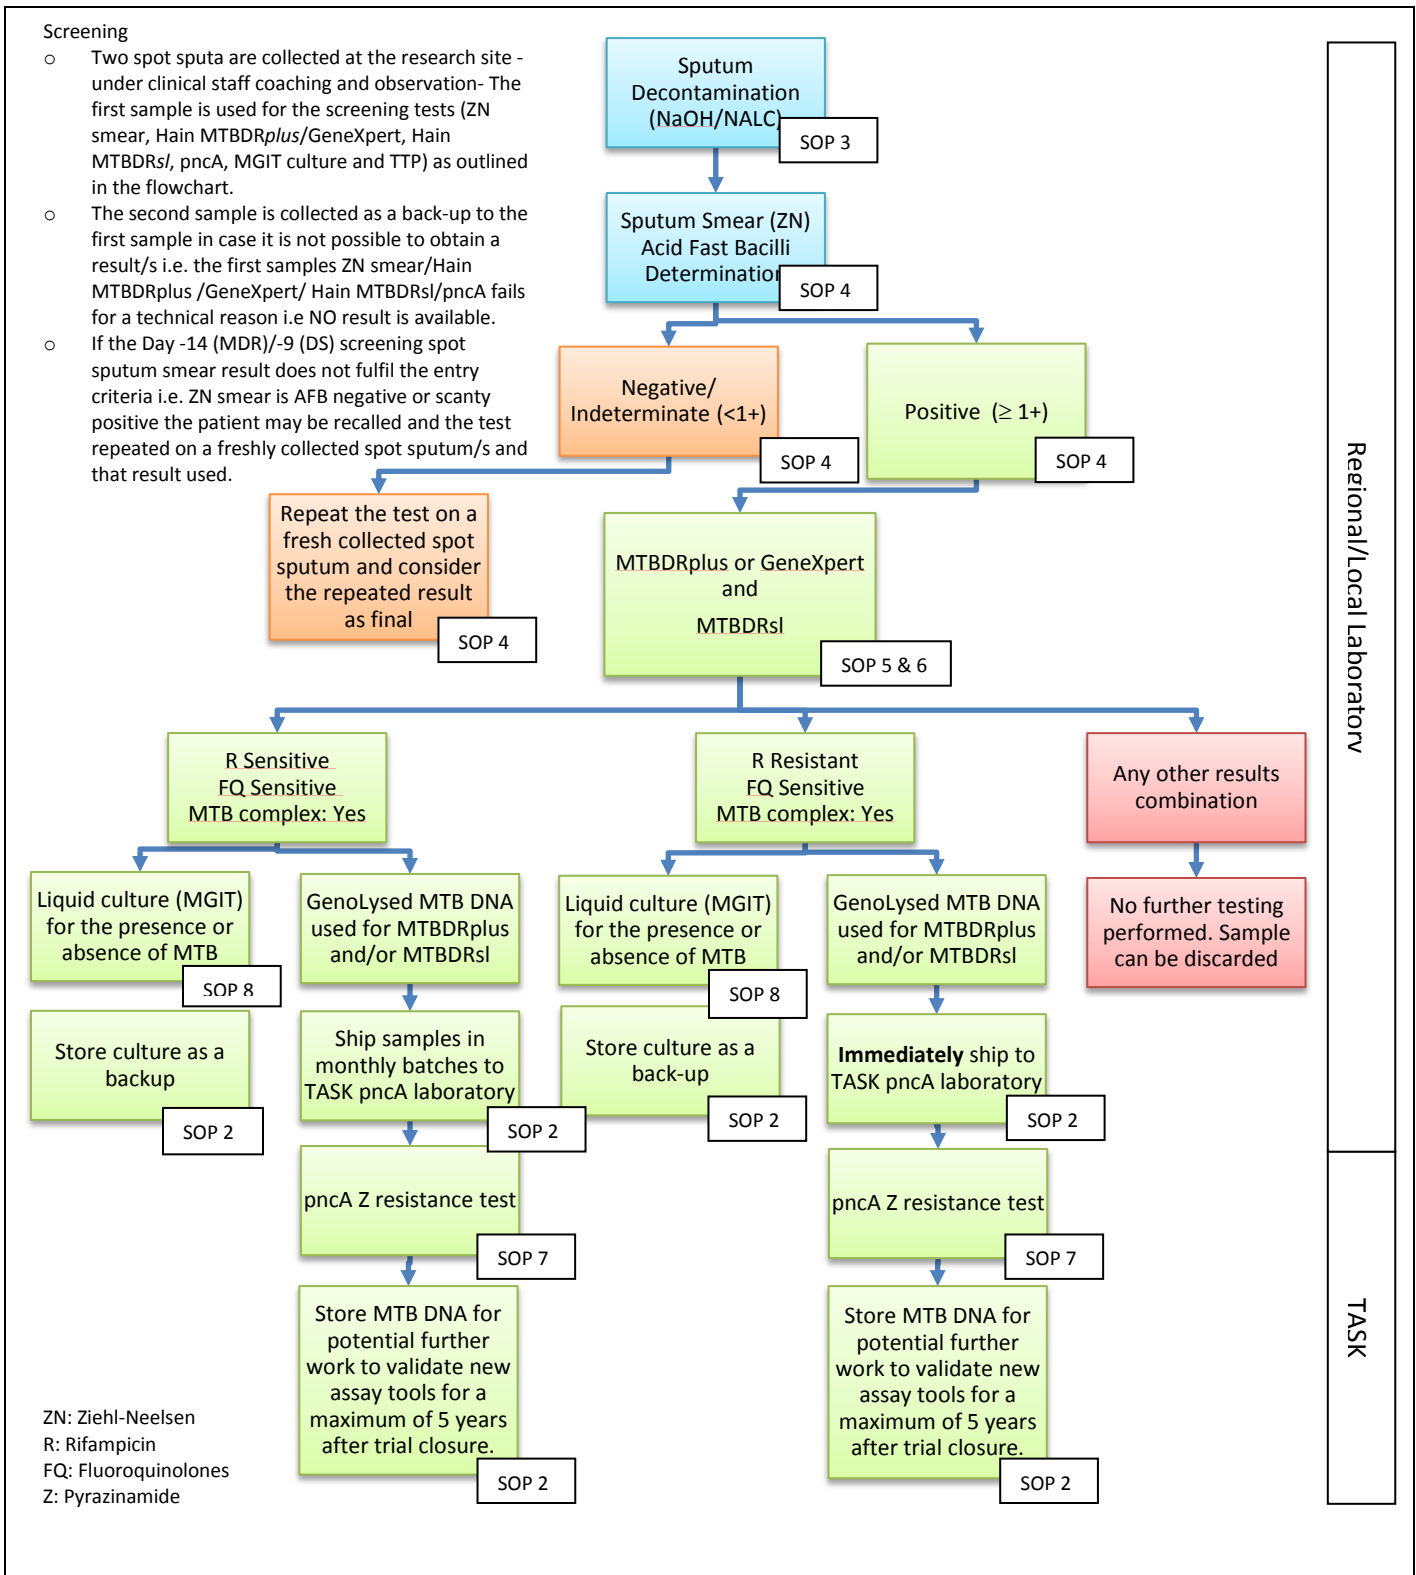 Screening
o Two spot sputa are collected at the research site -
under clinical staff coaching and observation- The
first sample is used for the screening tests (ZN
smear, Hain MTBDRplus/GeneXpert, Hain
MTBDRsl, pncA, MGIT culture and TTP) as outlined
in the flowchart.
o The second sample is collected as a back-up to the
first sample in case it is not possible to obtain a
result/s i.e. the first samples ZN smear/Hain
MTBDRplus /GeneXpert/ Hain MTBDRsl/pncA fails
for a technical reason i.e NO result is available.
o If the Day -14 (MDR)/-9 (DS) screening spot
sputum smear result does not fulfil the entry
criteria i.e. ZN smear is AFB negative or scanty
positive the patient may be recalled and the test
repeated on a freshly collected spot sputum/s and
that result used.
Sputum
Decontamination
(NaOH/NALC)
SOP 3
Sputum Smear (ZN)
Acid Fast Bacilli
Determination
SOP 4
Negative/
Indeterminate (<1+)
SOP 4
Positive (≥ 1+)
SOP 4
Repeat the test on a
fresh collected spot
sputum and consider
the repeated result
as final
SOP 4
MTBDRplus or GeneXpert
and
MTBDRsl
SOP 5 & 6
R Sensitive
FQ Sensitive
MTB complex: Yes
R Resistant
FQ Sensitive
MTB complex: Yes
Any other results
combination
Liquid culture (MGIT)
for the presence or
absence of MTB
SOP 8
GenoLysed MTB DNA
used for MTBDRplus
and/or MTBDRsl
Liquid culture (MGIT)
for the presence or
absence of MTB
SOP 8
GenoLysed MTB DNA
used for MTBDRplus
and/or MTBDRsl
No further testing
performed. Sample
can be discarded
Store culture as a
backup
SOP 2
Ship samples in
monthly batches to
TASK pncA laboratory
SOP 2
Store culture as a
back-up
SOP 2
Immediately ship to
TASK pncA laboratory
SOP 2
pncA Z resistance test
SOP 7
pncA Z resistance test
SOP 7
Store MTB DNA for
potential further
work to validate new
assay tools for a
maximum of 5 years
after trial closure.
SOP 2
Store MTB DNA for
potential further
work to validate new
assay tools for a
maximum of 5 years
after trial closure.
SOP 2
Regional/Local Laboratory
TASK
ZN: Ziehl-Neelsen
R: Rifampicin
FQ: Fluoroquinolones
Z: Pyrazinamide